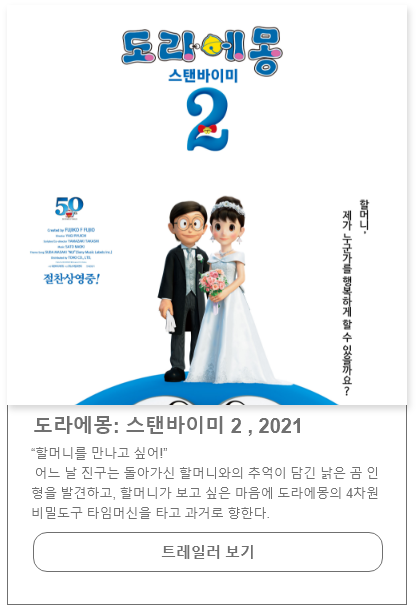 도라에몽
스탠바이미
2
50
Created by FUJIKO F FUJIO
절찬상영중!
할머니,
제가 누군가를 행복하게 할 수 있을까요?
도라에몽: 스탠바이미 2 , 2021
“할머니를 만나고 싶어!”
어느 날 진구는 돌아가신 할머니와의 추억이 담긴 낡은 곰 인
형을 발견하고, 할머니가 보고 싶은 마음에 도라에몽의 4차원
비밀도구 타임머신을 타고 과거로 향한다.
트레일러 보기